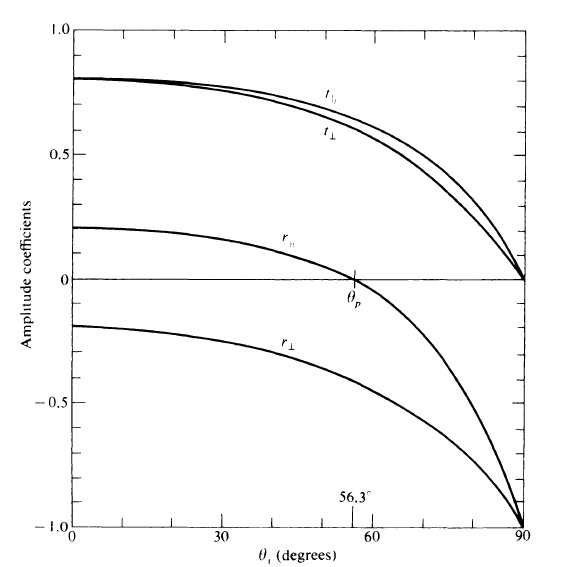 1.0
t∥
t⊥
0.5
r∥
0
θp
r⊥
−0.5
56.3°
−1.0
0
30
60
90
θi (degrees)
Amplitude coefficients